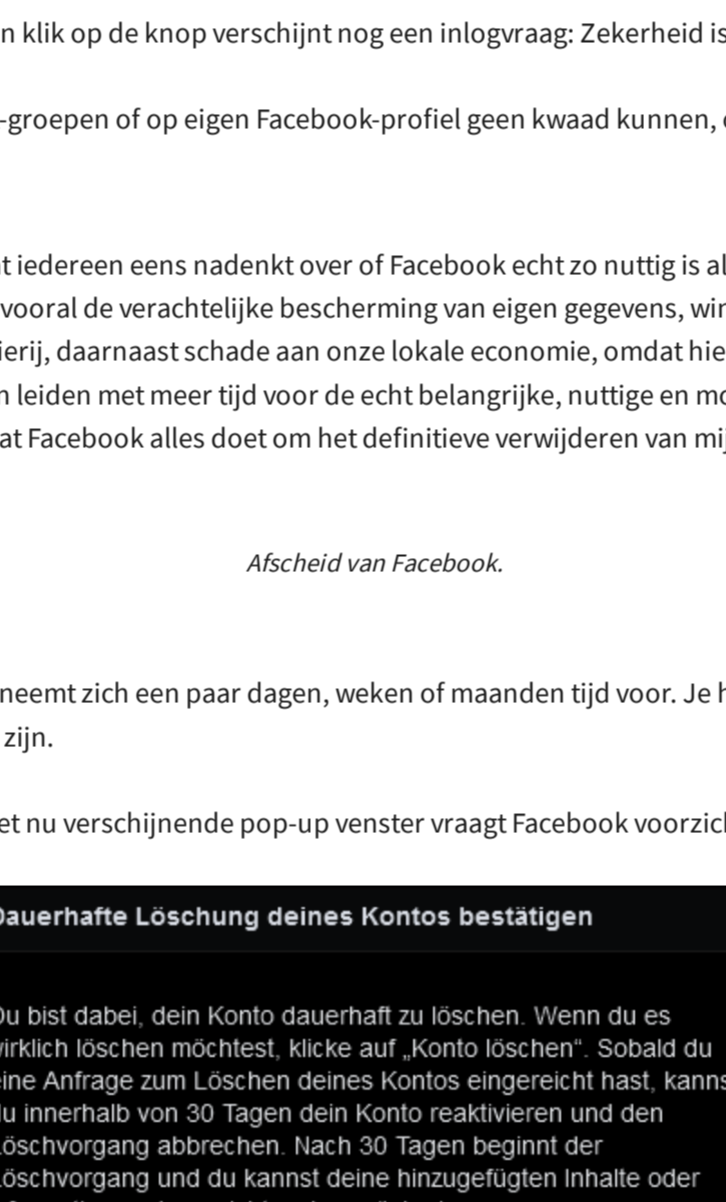 n klik op de knop verschijnt nog een inlogvraag: Zekerheid is
-groepen of op eigen Facebook-profiel geen kwaad kunnen,
t iedereen eens nadenkt over of Facebook echt zo nuttig is al
vooral de verachtelijke bescherming van eigen gegevens, win
ierij, daarnaast schade aan onze lokale economie, omdat hie
n leiden met meer tijd voor de echt belangrijke, nuttige en mo
at Facebook alles doet om het definitieve verwijderen van mij
Afscheid van Facebook.
neemt zich een paar dagen, weken of maanden tijd voor. Je h
zijn.
et nu verschijnende pop-up venster vraagt Facebook voorzich
Dauerhafte Löschung deines Kontos bestätigen
Du bist dabei, dein Konto dauerhaft zu löschen. Wenn du es
wirklich löschen möchtest, klicke auf „Konto löschen“. Sobald du
eine Anfrage zum Löschen deines Kontos eingereicht hast, kanns
du innerhalb von 30 Tagen dein Konto reaktivieren und den
Löschvorgang abbrechen. Nach 30 Tagen beginnt der
Löschvorgang und du kannst deine hinzugefügten Inhalte oder